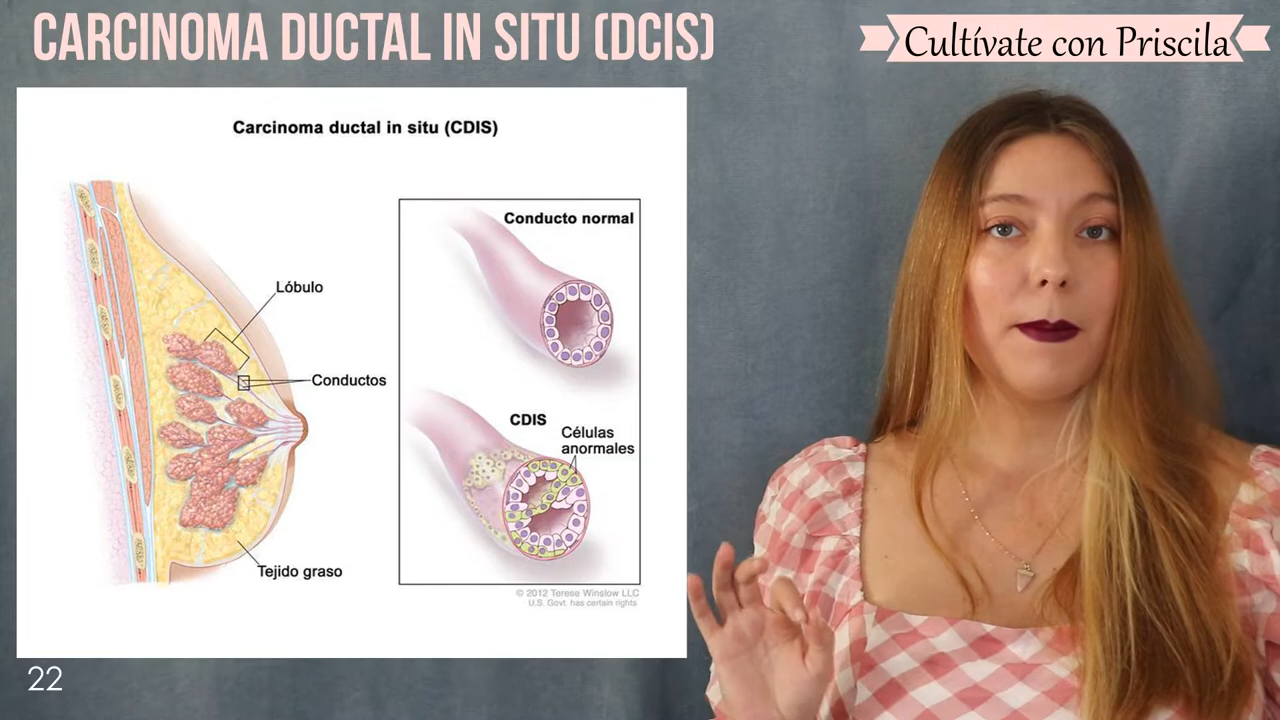 CARCINOMA DUCTAL IN SITU (DCIS)
Cultívate con Priscila
Carcinoma ductal in situ (CDIS)
Conducto normal
Lóbulo
Conductos
CDIS
Células
anormales
Tejido graso
© 2012 Terese Winslow LLC
U.S. Govt. has certain rights
22